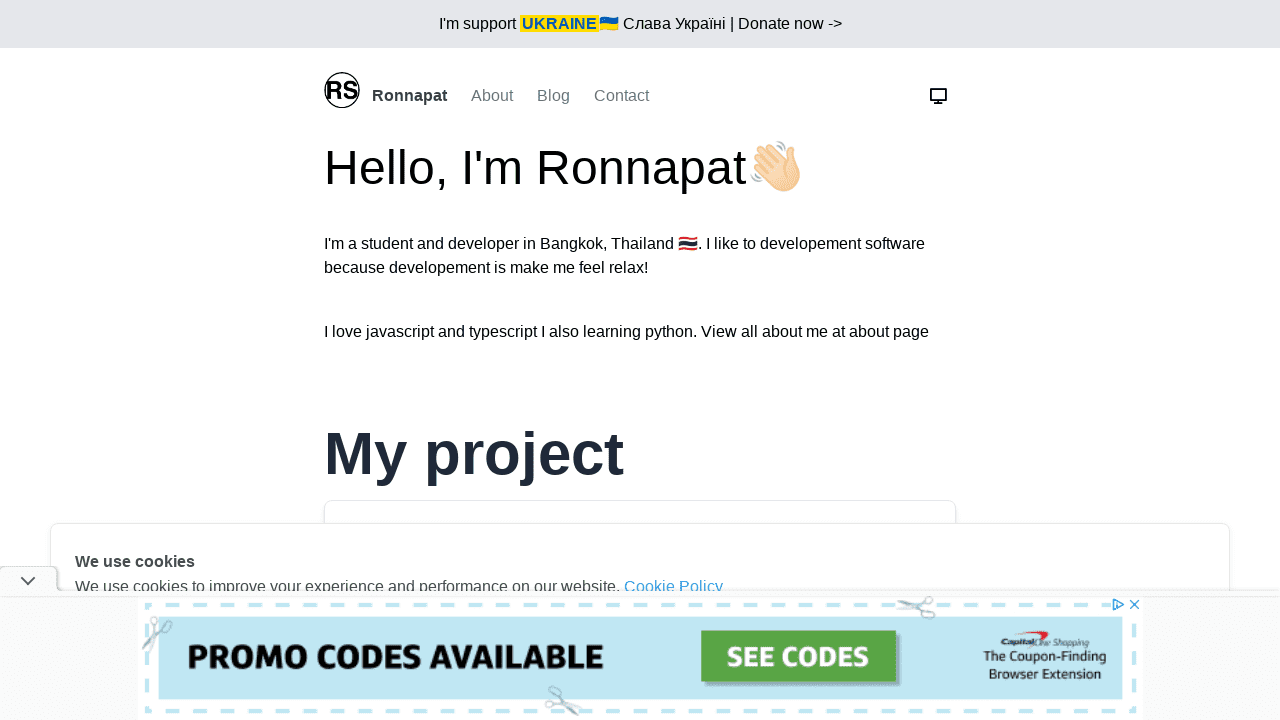 I'm support UKRAINE🇺🇦 Слава Україні | Donate now ->
RS Ronnapat About Blog Contact
Hello, I'm Ronnapat👋🏻
I'm a student and developer in Bangkok, Thailand 🇹🇭. I like to developement software
because developement is make me feel relax!
I love javascript and typescript I also learning python. View all about me at about page
My project
We use cookies
We use cookies to improve your experience and performance on our website. Cookie Policy
PROMO CODES AVAILABLE
SEE CODES
Capital One Shopping
The Coupon-Finding
Browser Extension